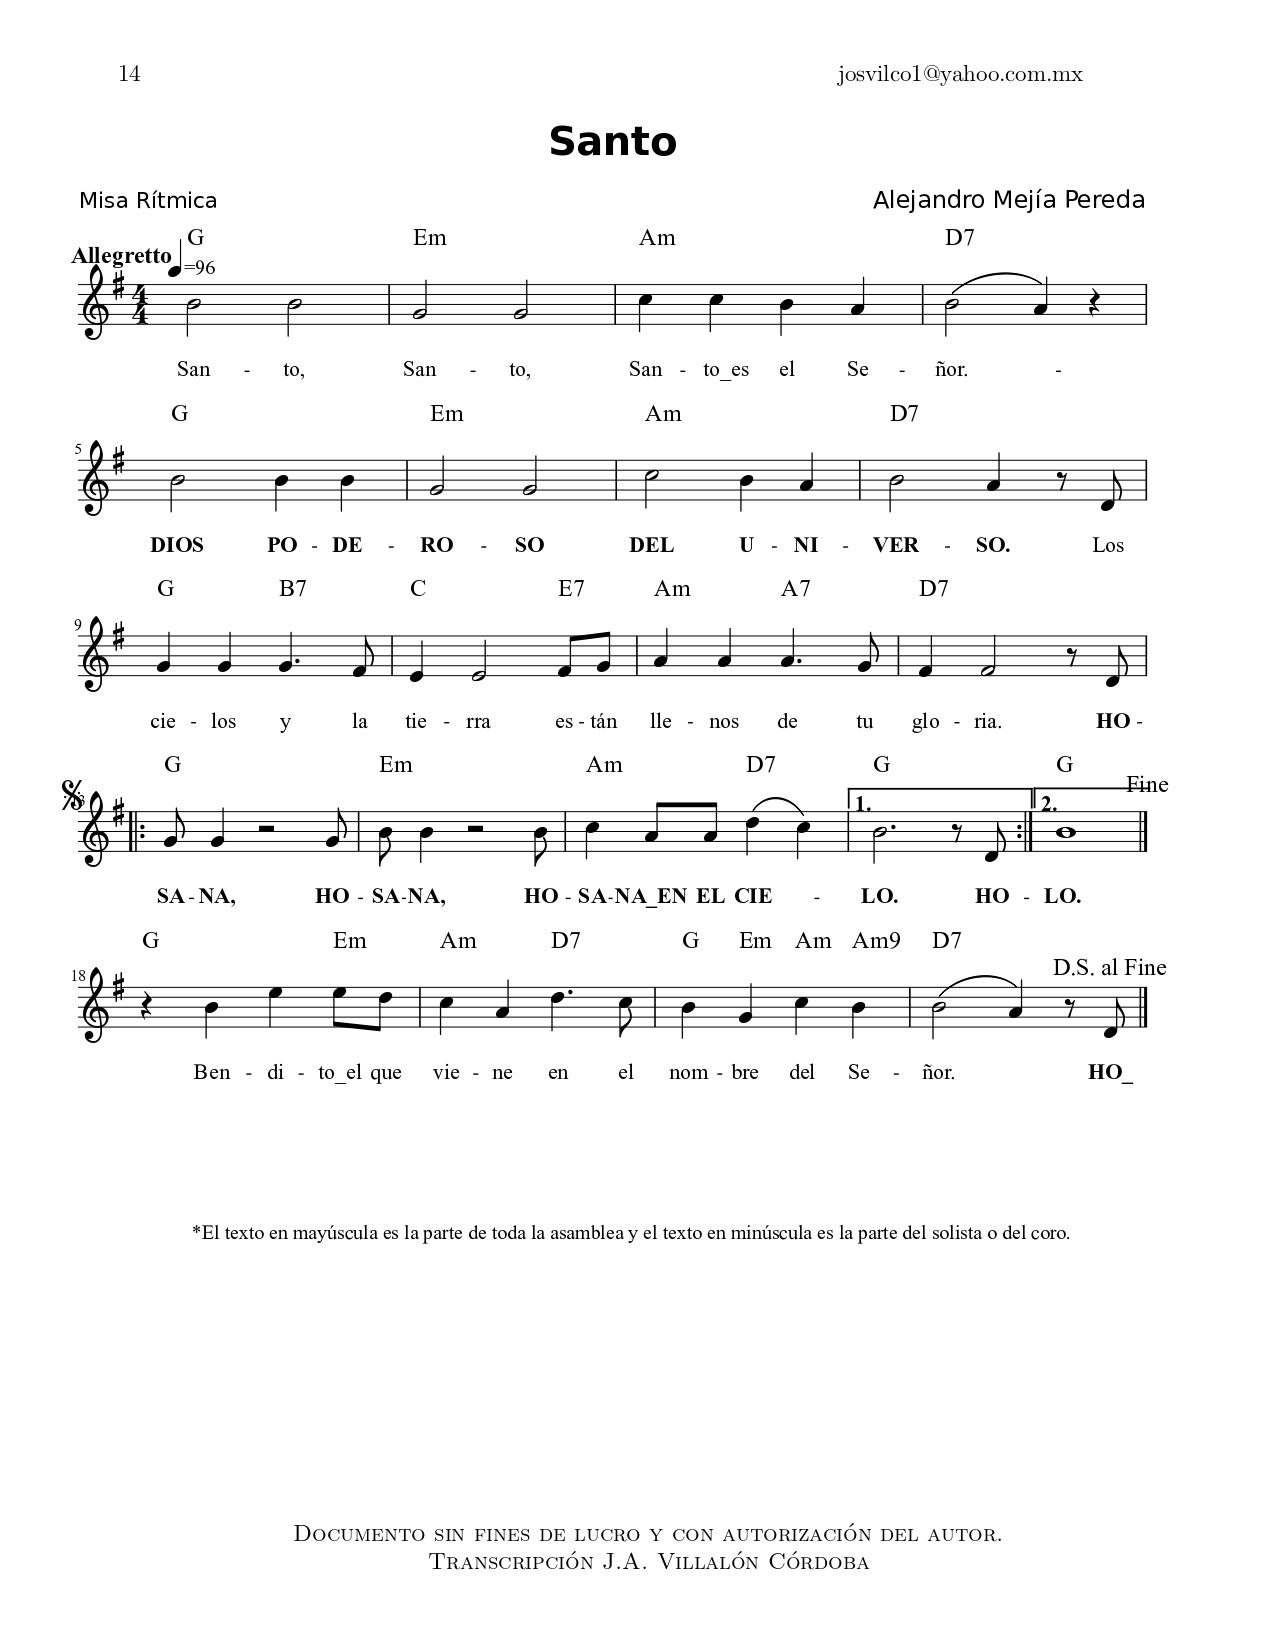 14 josvilco1@yahoo.com.mx
Santo
Misa Rítmica Alejandro Mejía Pereda
G Em Am D7
Allegretto =96
4
4
San - to, San - to, San - to_es el Se - ñor. -
G Em Am D7
5
DIOS PO - DE - RO - SO DEL U - NI - VER - SO. Los
G B7 C E7 Am A7 D7
9
cie - los y la tie - rra es - tán lle - nos de tu glo - ria. HO -
G Em Am D7 G G
Fine
1. 2.
SA - NA, HO - SA - NA, HO - SA - NA_EN EL CIE - LO. HO - LO.
G Em Am D7 G Em Am Am9 D7
D.S. al Fine
18
Ben - di - to_el que vie - ne en el nom - bre del Se - ñor. HO_
*El texto en mayúscula es la parte de toda la asamblea y el texto en minúscula es la parte del solista o del coro.
Documento sin fines de lucro y con autorización del autor.
Transcripción J.A. Villalón Córdoba